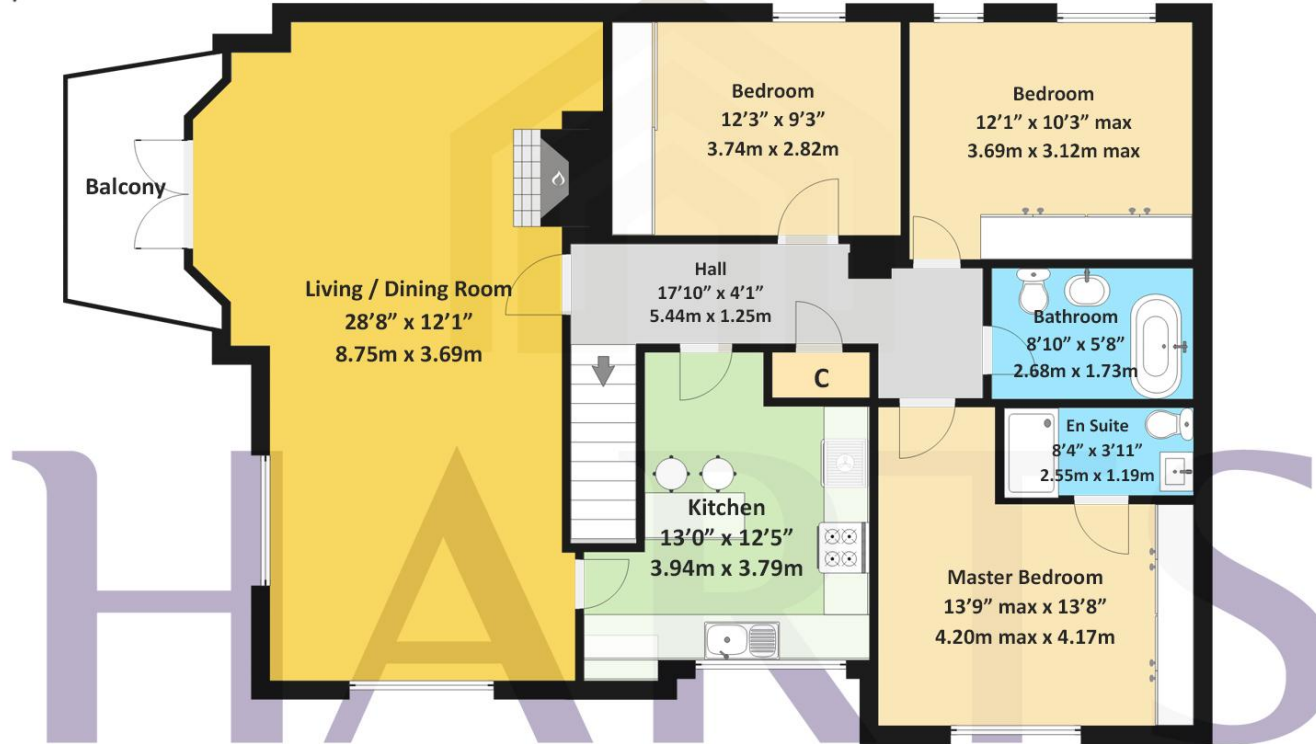 Bedroom
12’3” x 9’3”
3.74m x 2.82m
Bedroom
12’1” x 10’3” max
3.69m x 3.12m max
Balcony
Living / Dining Room
28’8” x 12’1”
8.75m x 3.69m
Hall
17’10” x 4’1”
5.44m x 1.25m
Bathroom
8’10” x 5’8”
2.68m x 1.73m
C
En Suite
8’4” x 3’11”
2.55m x 1.19m
Kitchen
13’0” x 12’5”
3.94m x 3.79m
Master Bedroom
13’9” max x 13’8”
4.20m max x 4.17m
HARTS